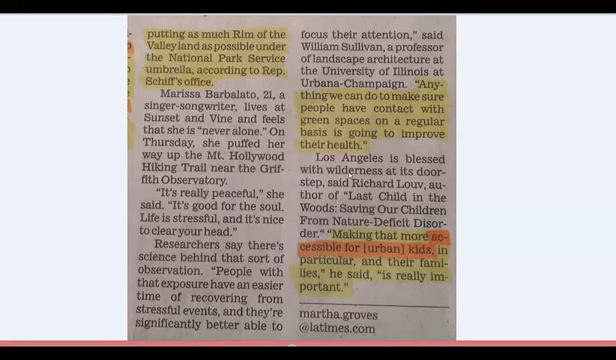 putting as much Rim of the
Valley land as possible under
the National Park Service
umbrella, according to Rep.
Schiff's office.
Marissa Barbalato, 21, a
singer-songwriter, lives at
Sunset and Vine and feels
that she is "never alone." On
Thursday, she puffed her
way up the Mt. Hollywood
Hiking Trail near the Grif-
fith Observatory.
"It's really peaceful," she
said. "It's good for the soul.
Life is stressful, and it's nice
to clear your head."
Researchers say there's
science behind that sort of
observation. "People with
that exposure have an easier
time of recovering from
stressful events, and they're
significantly better able to
focus their attention," said
William Sullivan, a professor
of landscape architecture at
the University of Illinois at
Urbana-Champaign. "Any-
thing we can do to make sure
people have contact with
green spaces on a regular
basis is going to improve
their health."
Los Angeles is blessed
with wilderness at its door-
step, said Richard Louv, au-
thor of "Last Child in the
Woods: Saving Our Children
From Nature-Deficit Disor-
der." "Making that more ac-
cessible for [urban] kids, in
particular, and their fami-
lies," he said, "is really im-
portant."
martha.groves
@latimes.com